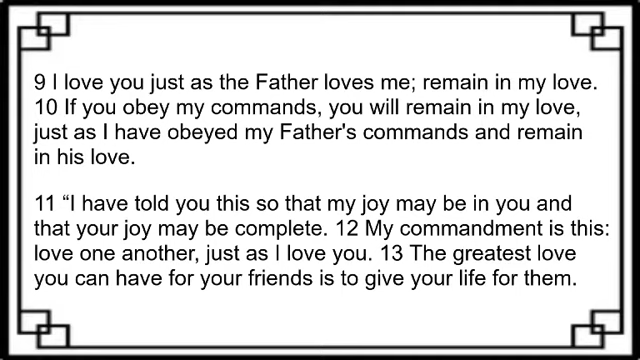 9 I love you just as the Father loves me; remain in my love.
10 If you obey my commands, you will remain in my love,
just as I have obeyed my Father's commands and remain
in his love.
11 “I have told you this so that my joy may be in you and
that your joy may be complete. 12 My commandment is this:
love one another, just as I love you. 13 The greatest love
you can have for your friends is to give your life for them.